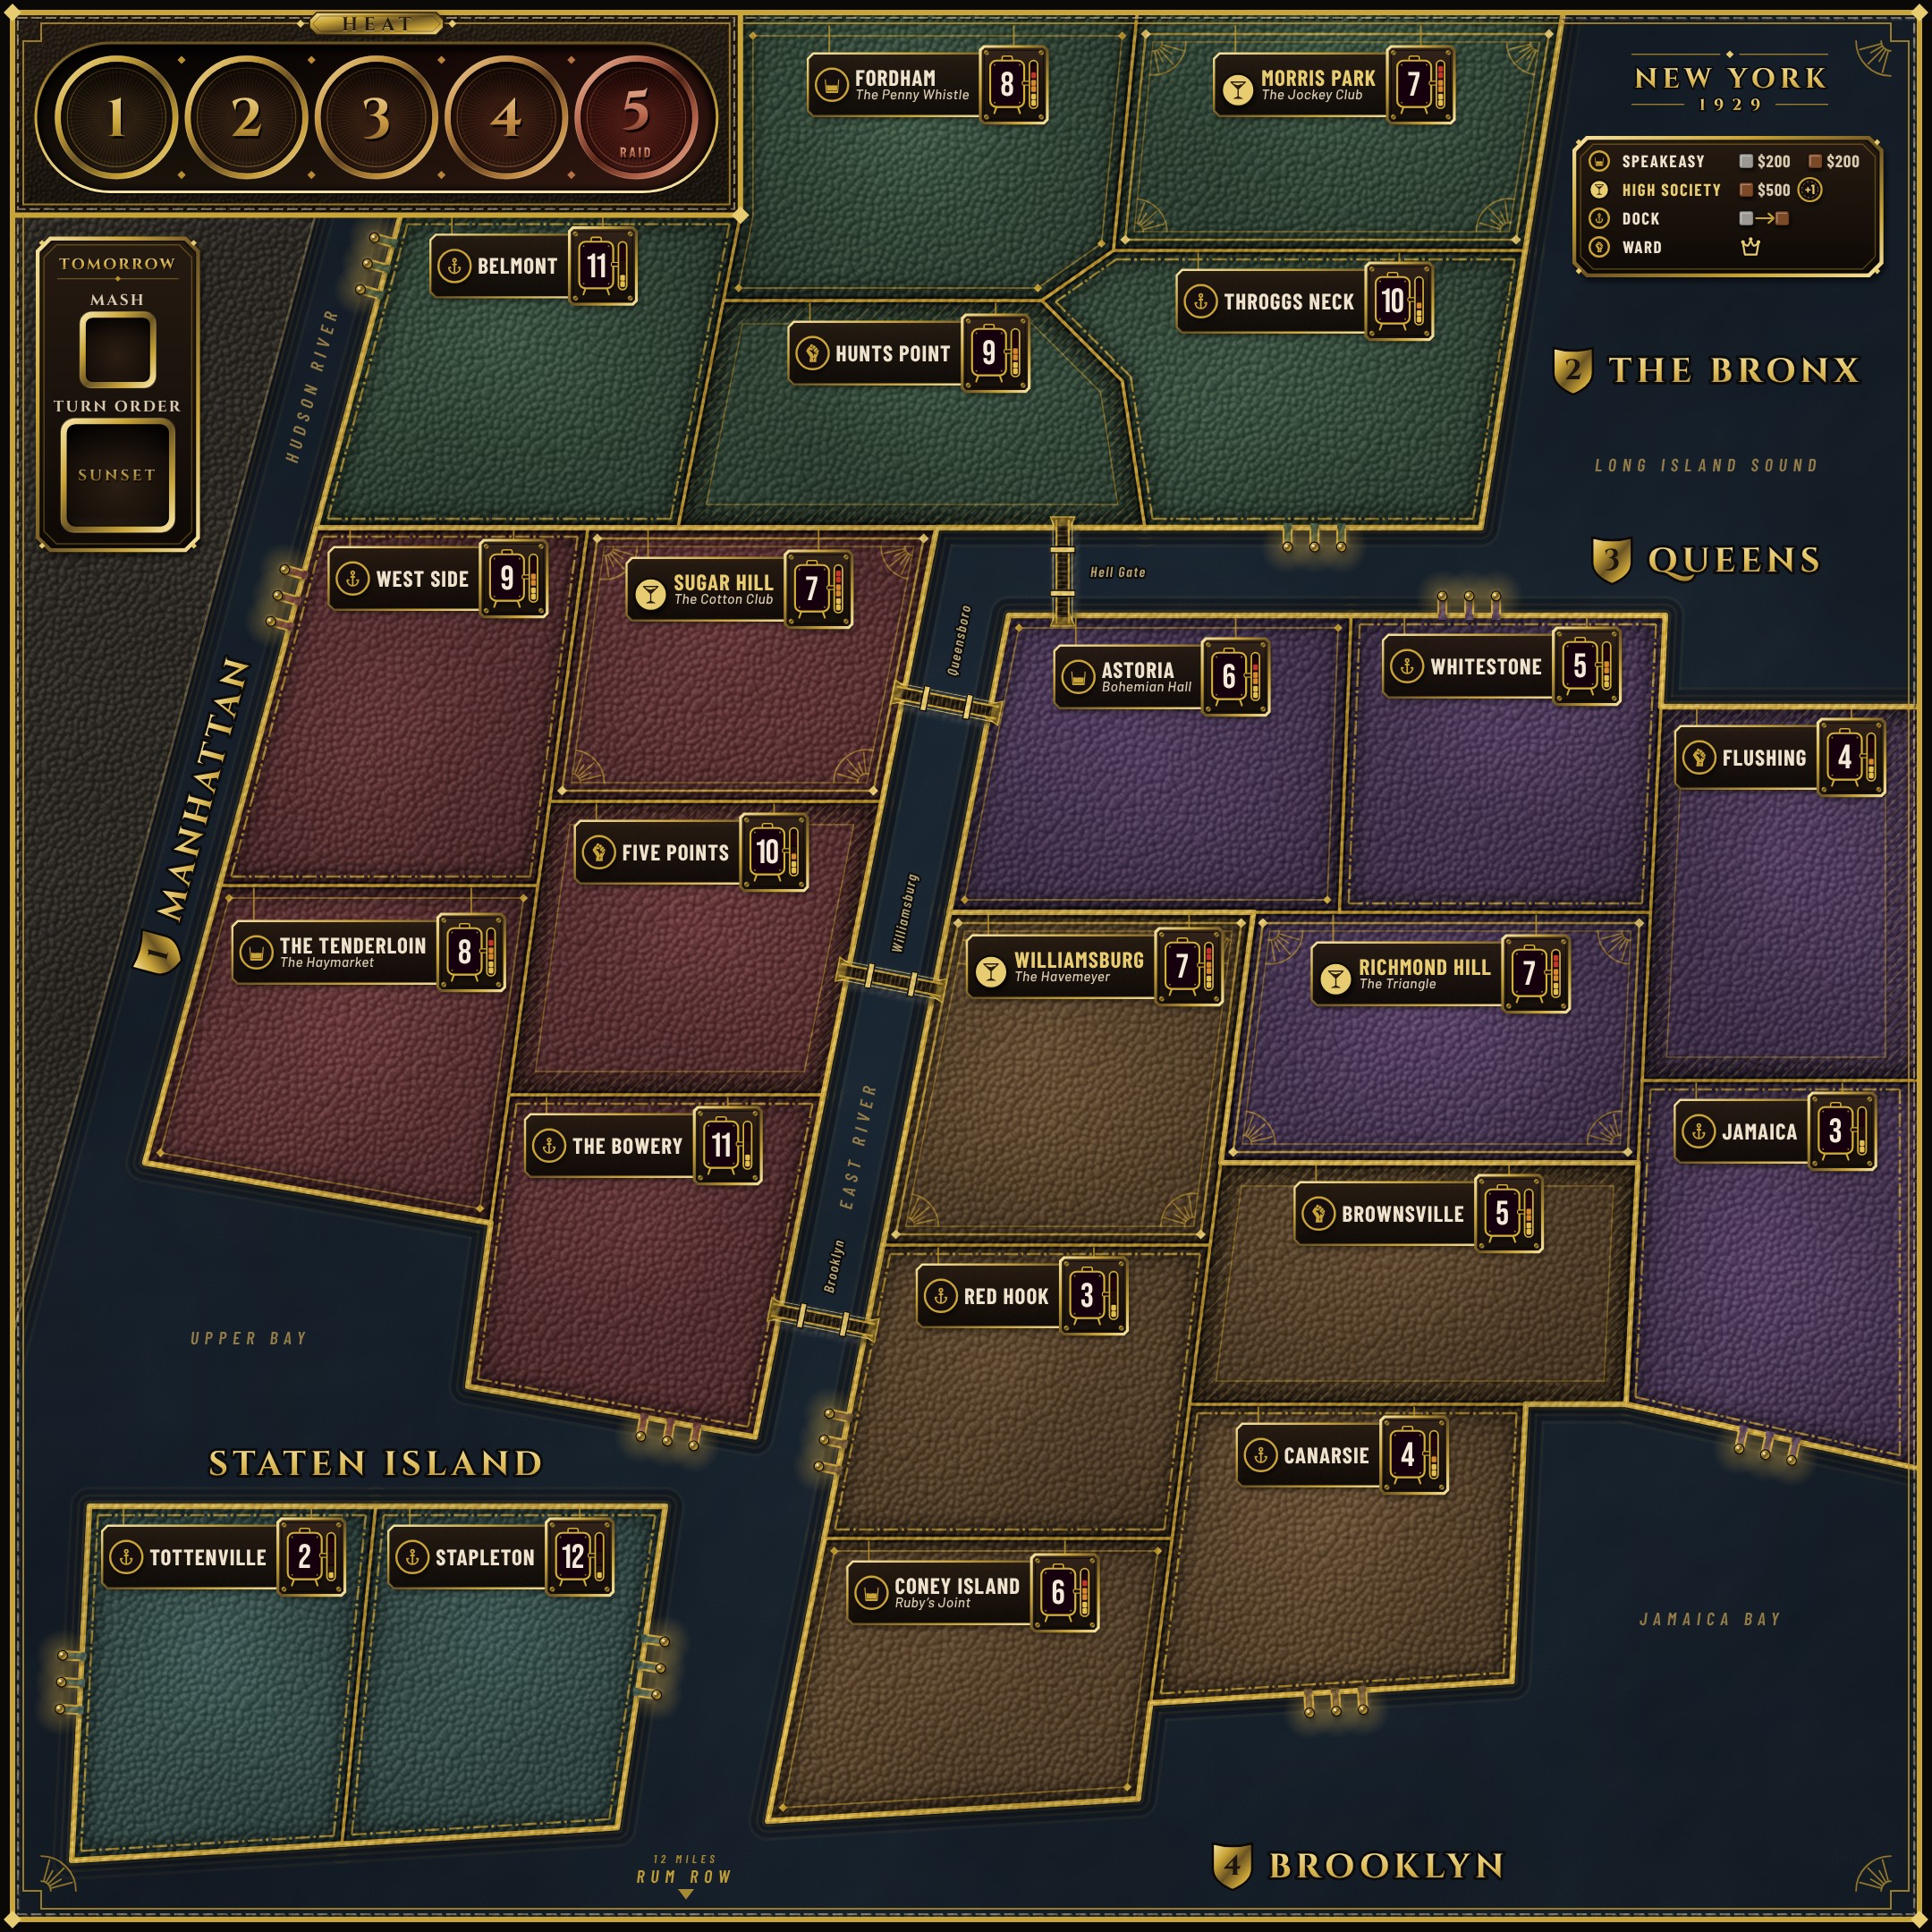 HEAT
1 2 3 4 5
RAID
FORDHAM 8
The Penny Whistle
MORRIS PARK 7
The Jockey Club
NEW YORK
1929
SPEAKEASY $200 $200
HIGH SOCIETY $500 +1
DOCK
WARD
TOMORROW
MASH
TURN ORDER
SUNSET
HUDSON RIVER
BELMONT 11
HUNTS POINT 9
THROGGS NECK 10
2 THE BRONX
LONG ISLAND SOUND
3 QUEENS
WEST SIDE 9
SUGAR HILL 7
The Cotton Club
Hell Gate
Queensboro
ASTORIA 6
Bohemian Hall
WHITESTONE 5
FLUSHING 4
1 MANHATTAN
FIVE POINTS 10
Williamsburg
THE TENDERLOIN 8
The Haymarket
WILLIAMSBURG 7
The Havemeyer
RICHMOND HILL 7
The Triangle
THE BOWERY 11
EAST RIVER
JAMAICA 3
BROWNSVILLE 5
Brooklyn
RED HOOK 3
UPPER BAY
CANARSIE 4
STATEN ISLAND
TOTTENVILLE 2
STAPLETON 12
CONEY ISLAND 6
Ruby's Joint
JAMAICA BAY
12 MILES
RUM ROW
4 BROOKLYN